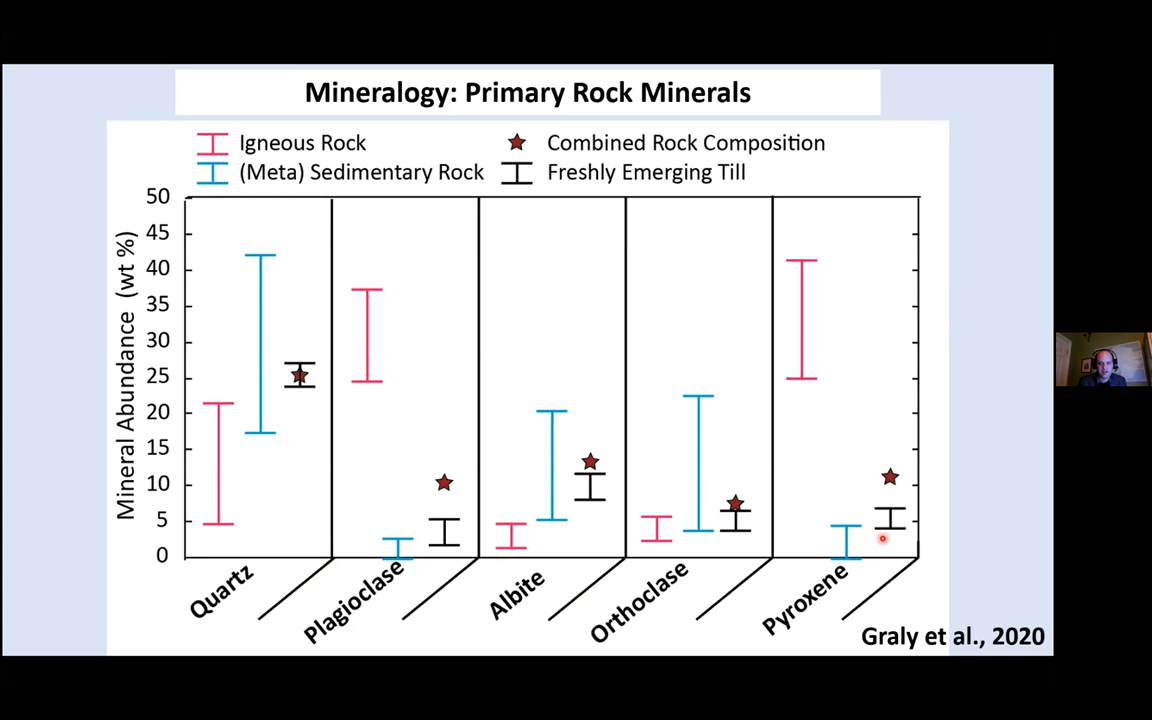 Mineralogy: Primary Rock Minerals
Igneous Rock
Combined Rock Composition
(Meta) Sedimentary Rock
Freshly Emerging Till
Mineral Abundance (wt %)
50
45
40
35
30
25
20
15
10
5
0
Quartz
Plagioclase
Albite
Orthoclase
Pyroxene
Graly et al., 2020